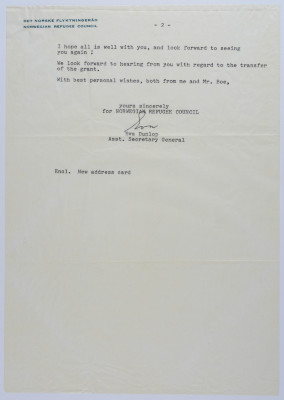 DET NORSKE FLYKTNINGERÅD
NORWEGIAN REFUGEE COUNCIL
- 2 -
I hope all is well with you, and look forward to seeing
you again !
We look forward to hearing from you with regard to the transfer
of the grant.
With best personal wishes, both from me and Mr.
yours sincerely
for NORWEGIAN REFUGEE COUNCIL
Eva
Eva Dunlop
Asst. Secretary General
Encl. New address card